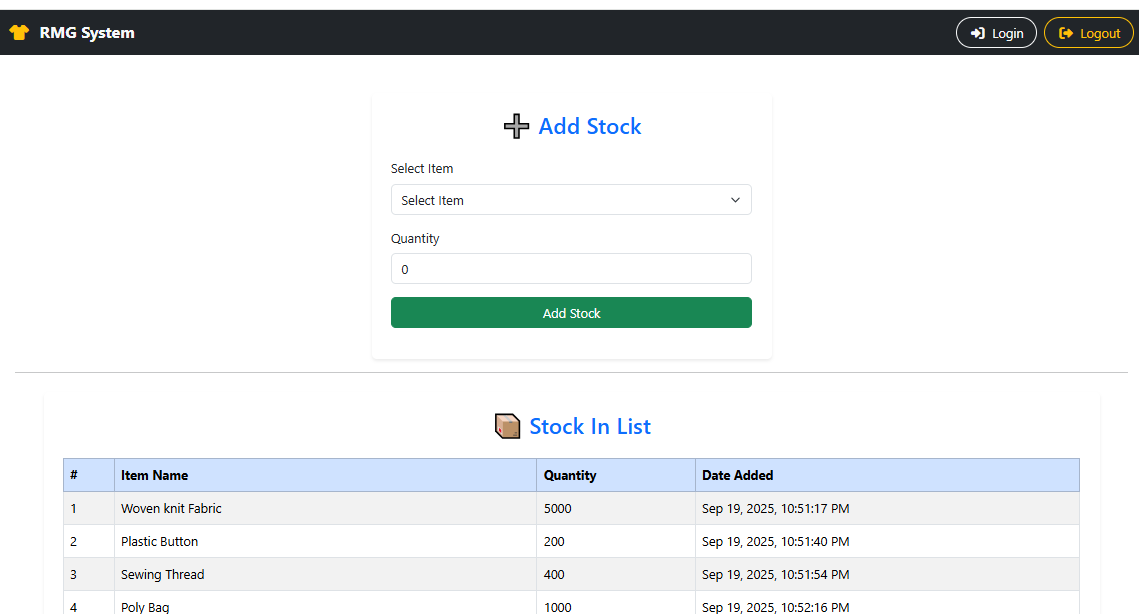 RMG System Login Logout
Add Stock
Select Item
Select Item
Quantity
0
Add Stock
Stock In List
# Item Name Quantity Date Added
1 Woven knit Fabric 5000 Sep 19, 2025, 10:51:17 PM
2 Plastic Button 200 Sep 19, 2025, 10:51:40 PM
3 Sewing Thread 400 Sep 19, 2025, 10:51:54 PM
4 Poly Bag 1000 Sep 19, 2025, 10:52:16 PM